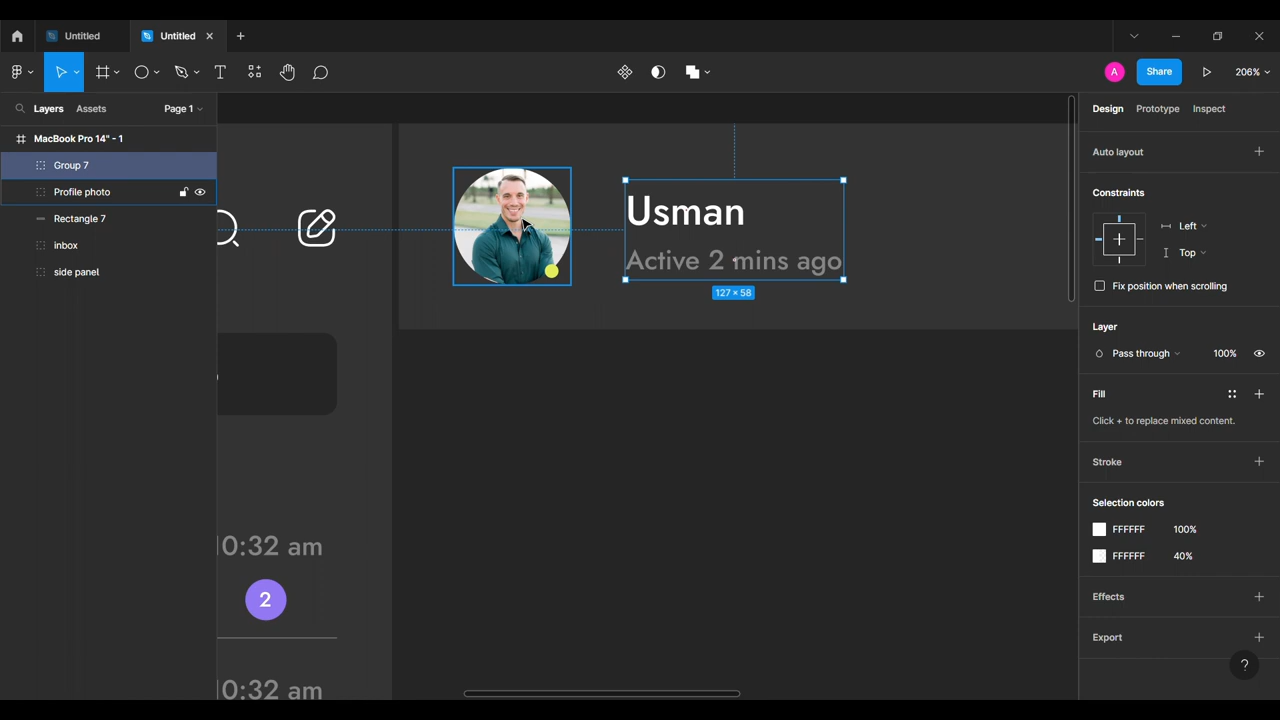 Untitled
Untitled
A
Share
206%
Layers
Assets
Page 1
Design
Prototype
Inspect
MacBook Pro 14" - 1
Group 7
Profile photo
Rectangle 7
inbox
side panel
Usman
Active 2 mins ago
127 × 58
10:32 am
2
10:32 am
Auto layout
Constraints
Left
Top
Fix position when scrolling
Layer
Pass through
100%
Fill
Click + to replace mixed content.
Stroke
Selection colors
FFFFFF
100%
FFFFFF
40%
Effects
Export
?